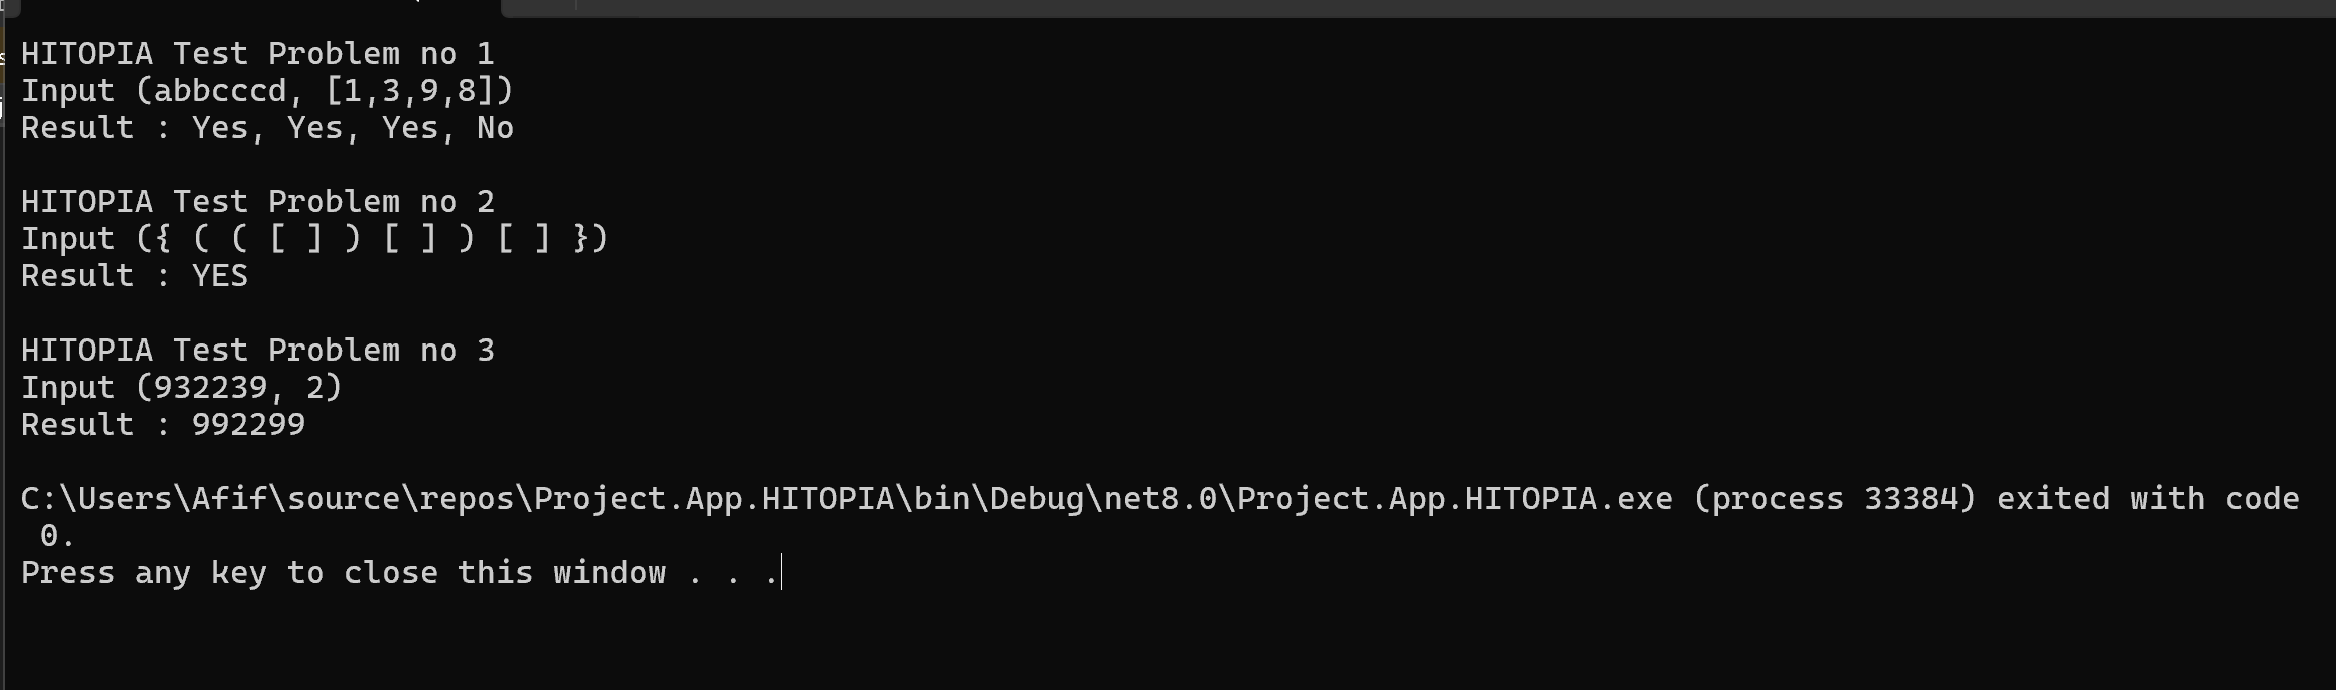 HITOPIA Test Problem no 1
Input (abbcccd, [1,3,9,8])
Result : Yes, Yes, Yes, No
HITOPIA Test Problem no 2
Input ({ ( ( [ ] ) [ ] ) [ ] })
Result : YES
HITOPIA Test Problem no 3
Input (932239, 2)
Result : 992299
C:\Users\Afif\source\repos\Project.App.HITOPIA\bin\Debug\net8.0\Project.App.HITOPIA.exe (process 33384) exited with code
0.
Press any key to close this window . . .